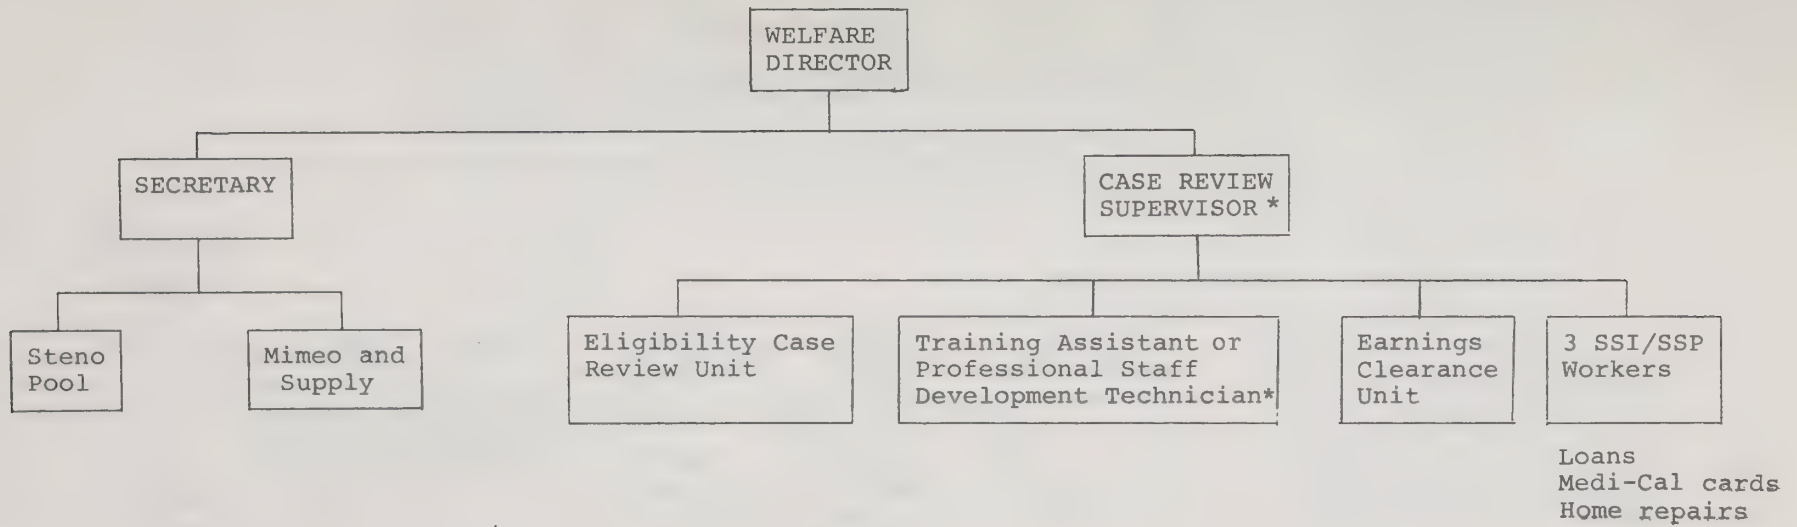 WELFARE
DIRECTOR
SECRETARY
CASE REVIEW
SUPERVISOR *
Steno
Pool
Mimeo and
Supply
Eligibility Case
Review Unit
Training Assistant or
Professional Staff
Development Technician*
Earnings
Clearance
Unit
3 SSI/SSP
Workers
Loans
Medi-Cal cards
Home repairs